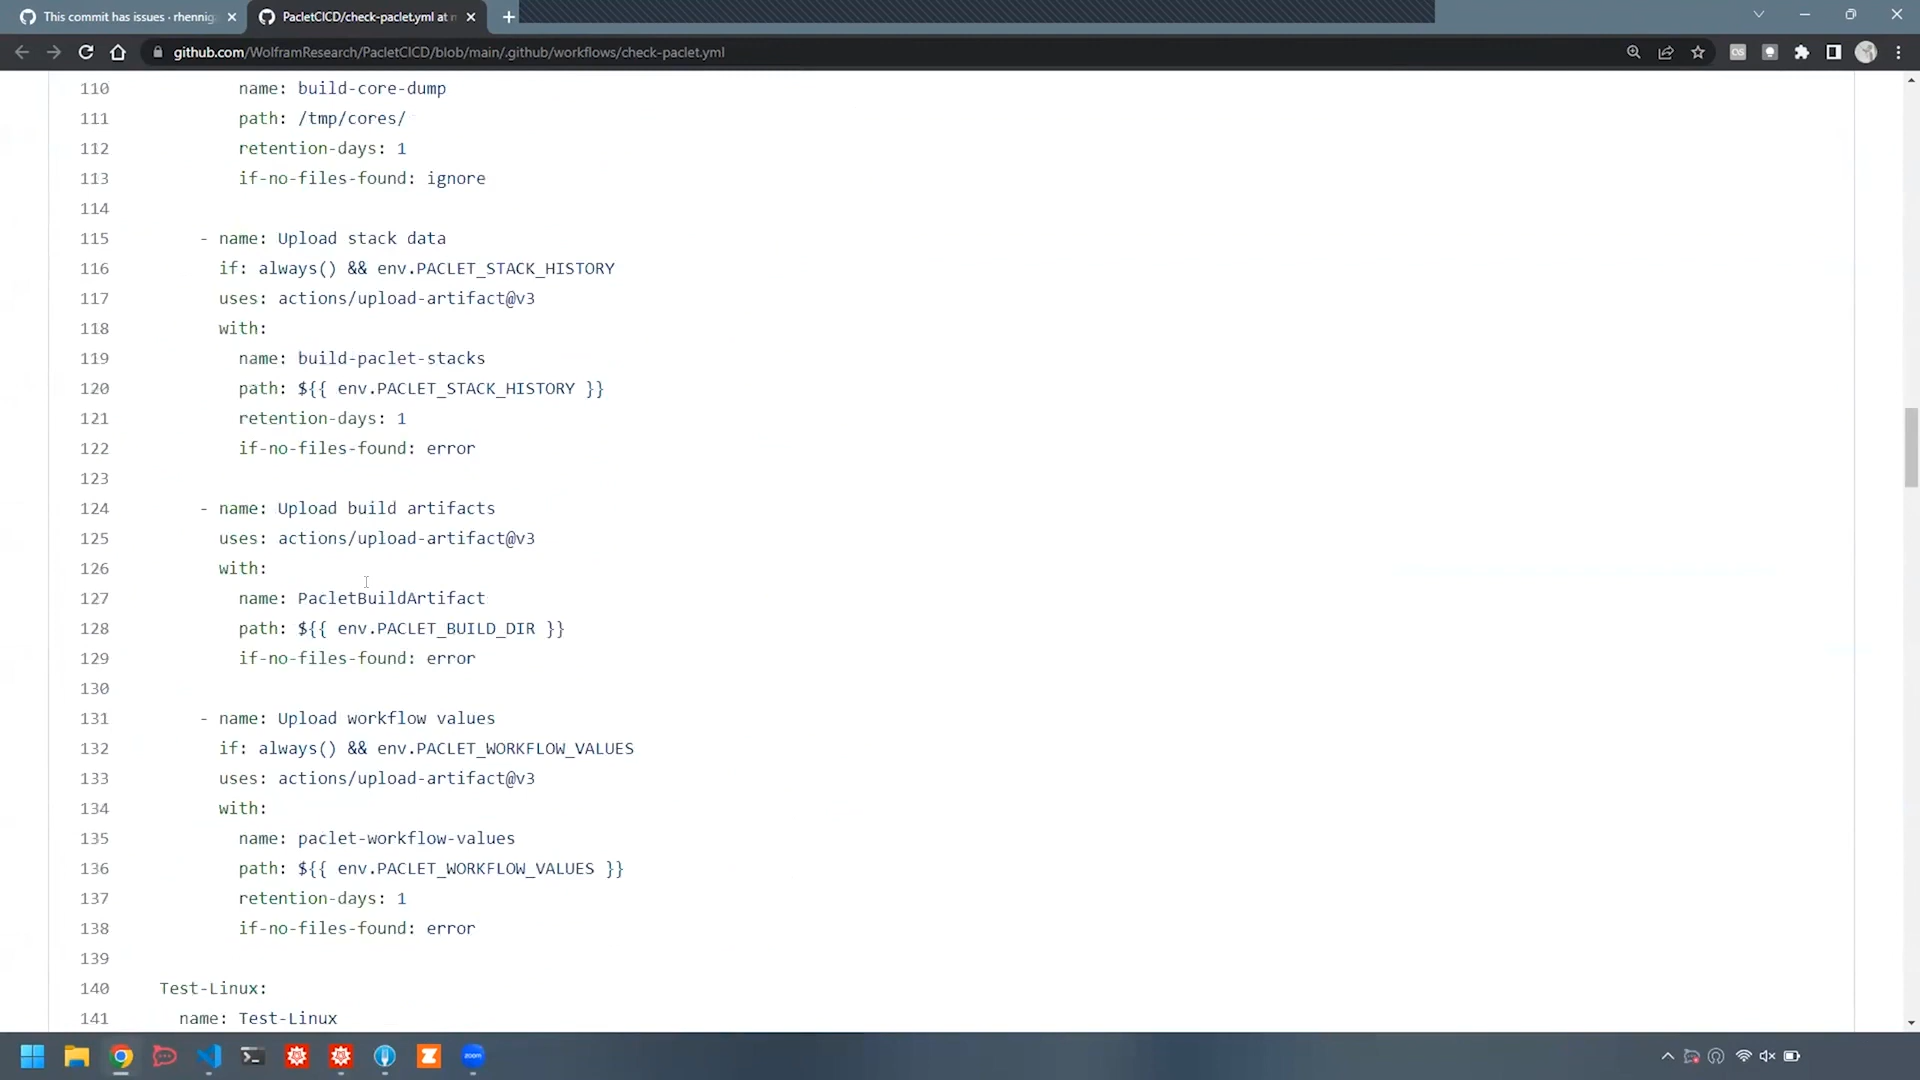 This commit has issues · rhennig
PacletCICD/check-paclet.yml at m
github.com/WolframResearch/PacletCICD/blob/main/.github/workflows/check-paclet.yml
110 name: build-core-dump
111 path: /tmp/cores/
112 retention-days: 1
113 if-no-files-found: ignore
114
115 - name: Upload stack data
116 if: always() && env.PACLET_STACK_HISTORY
117 uses: actions/upload-artifact@v3
118 with:
119 name: build-paclet-stacks
120 path: ${{ env.PACLET_STACK_HISTORY }}
121 retention-days: 1
122 if-no-files-found: error
123
124 - name: Upload build artifacts
125 uses: actions/upload-artifact@v3
126 with:
127 name: PacletBuildArtifact
128 path: ${{ env.PACLET_BUILD_DIR }}
129 if-no-files-found: error
130
131 - name: Upload workflow values
132 if: always() && env.PACLET_WORKFLOW_VALUES
133 uses: actions/upload-artifact@v3
134 with:
135 name: paclet-workflow-values
136 path: ${{ env.PACLET_WORKFLOW_VALUES }}
137 retention-days: 1
138 if-no-files-found: error
139
140 Test-Linux:
141 name: Test-Linux
zoom